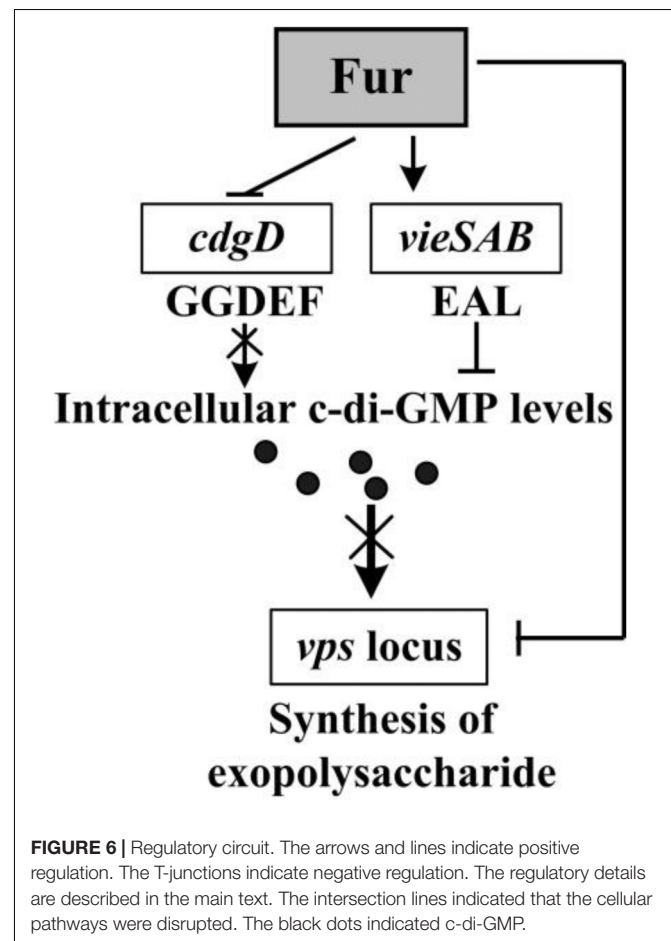 Fur
cdgD
vieSAB
GGDEF
EAL
Intracellular c-di-GMP levels
vps locus
Synthesis of
exopolysaccharide
FIGURE 6 | Regulatory circuit. The arrows and lines indicate positive
regulation. The T-junctions indicate negative regulation. The regulatory details
are described in the main text. The intersection lines indicated that the cellular
pathways were disrupted. The black dots indicated c-di-GMP.